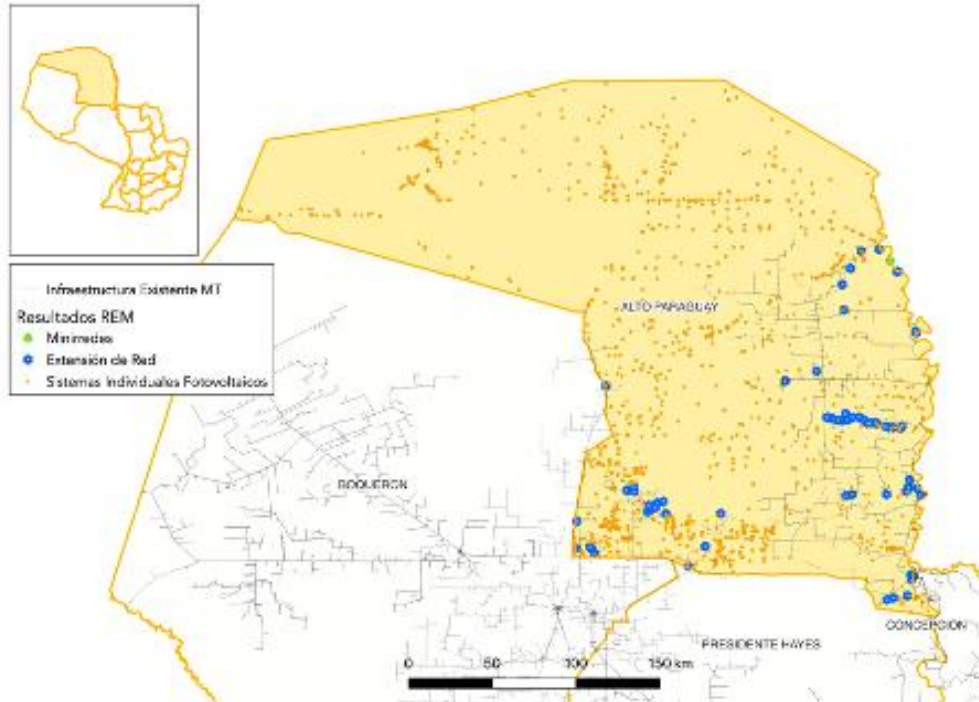 Infraestructura Existente MT
Resultados REM
Minirredes
Extensión de Red
Sistemas Individuales Fotovoltaicos
ALTO PARAGUAY
BOQUERON
CONCEPCION
PRESIDENTE HAYES
0 50 100 150 km